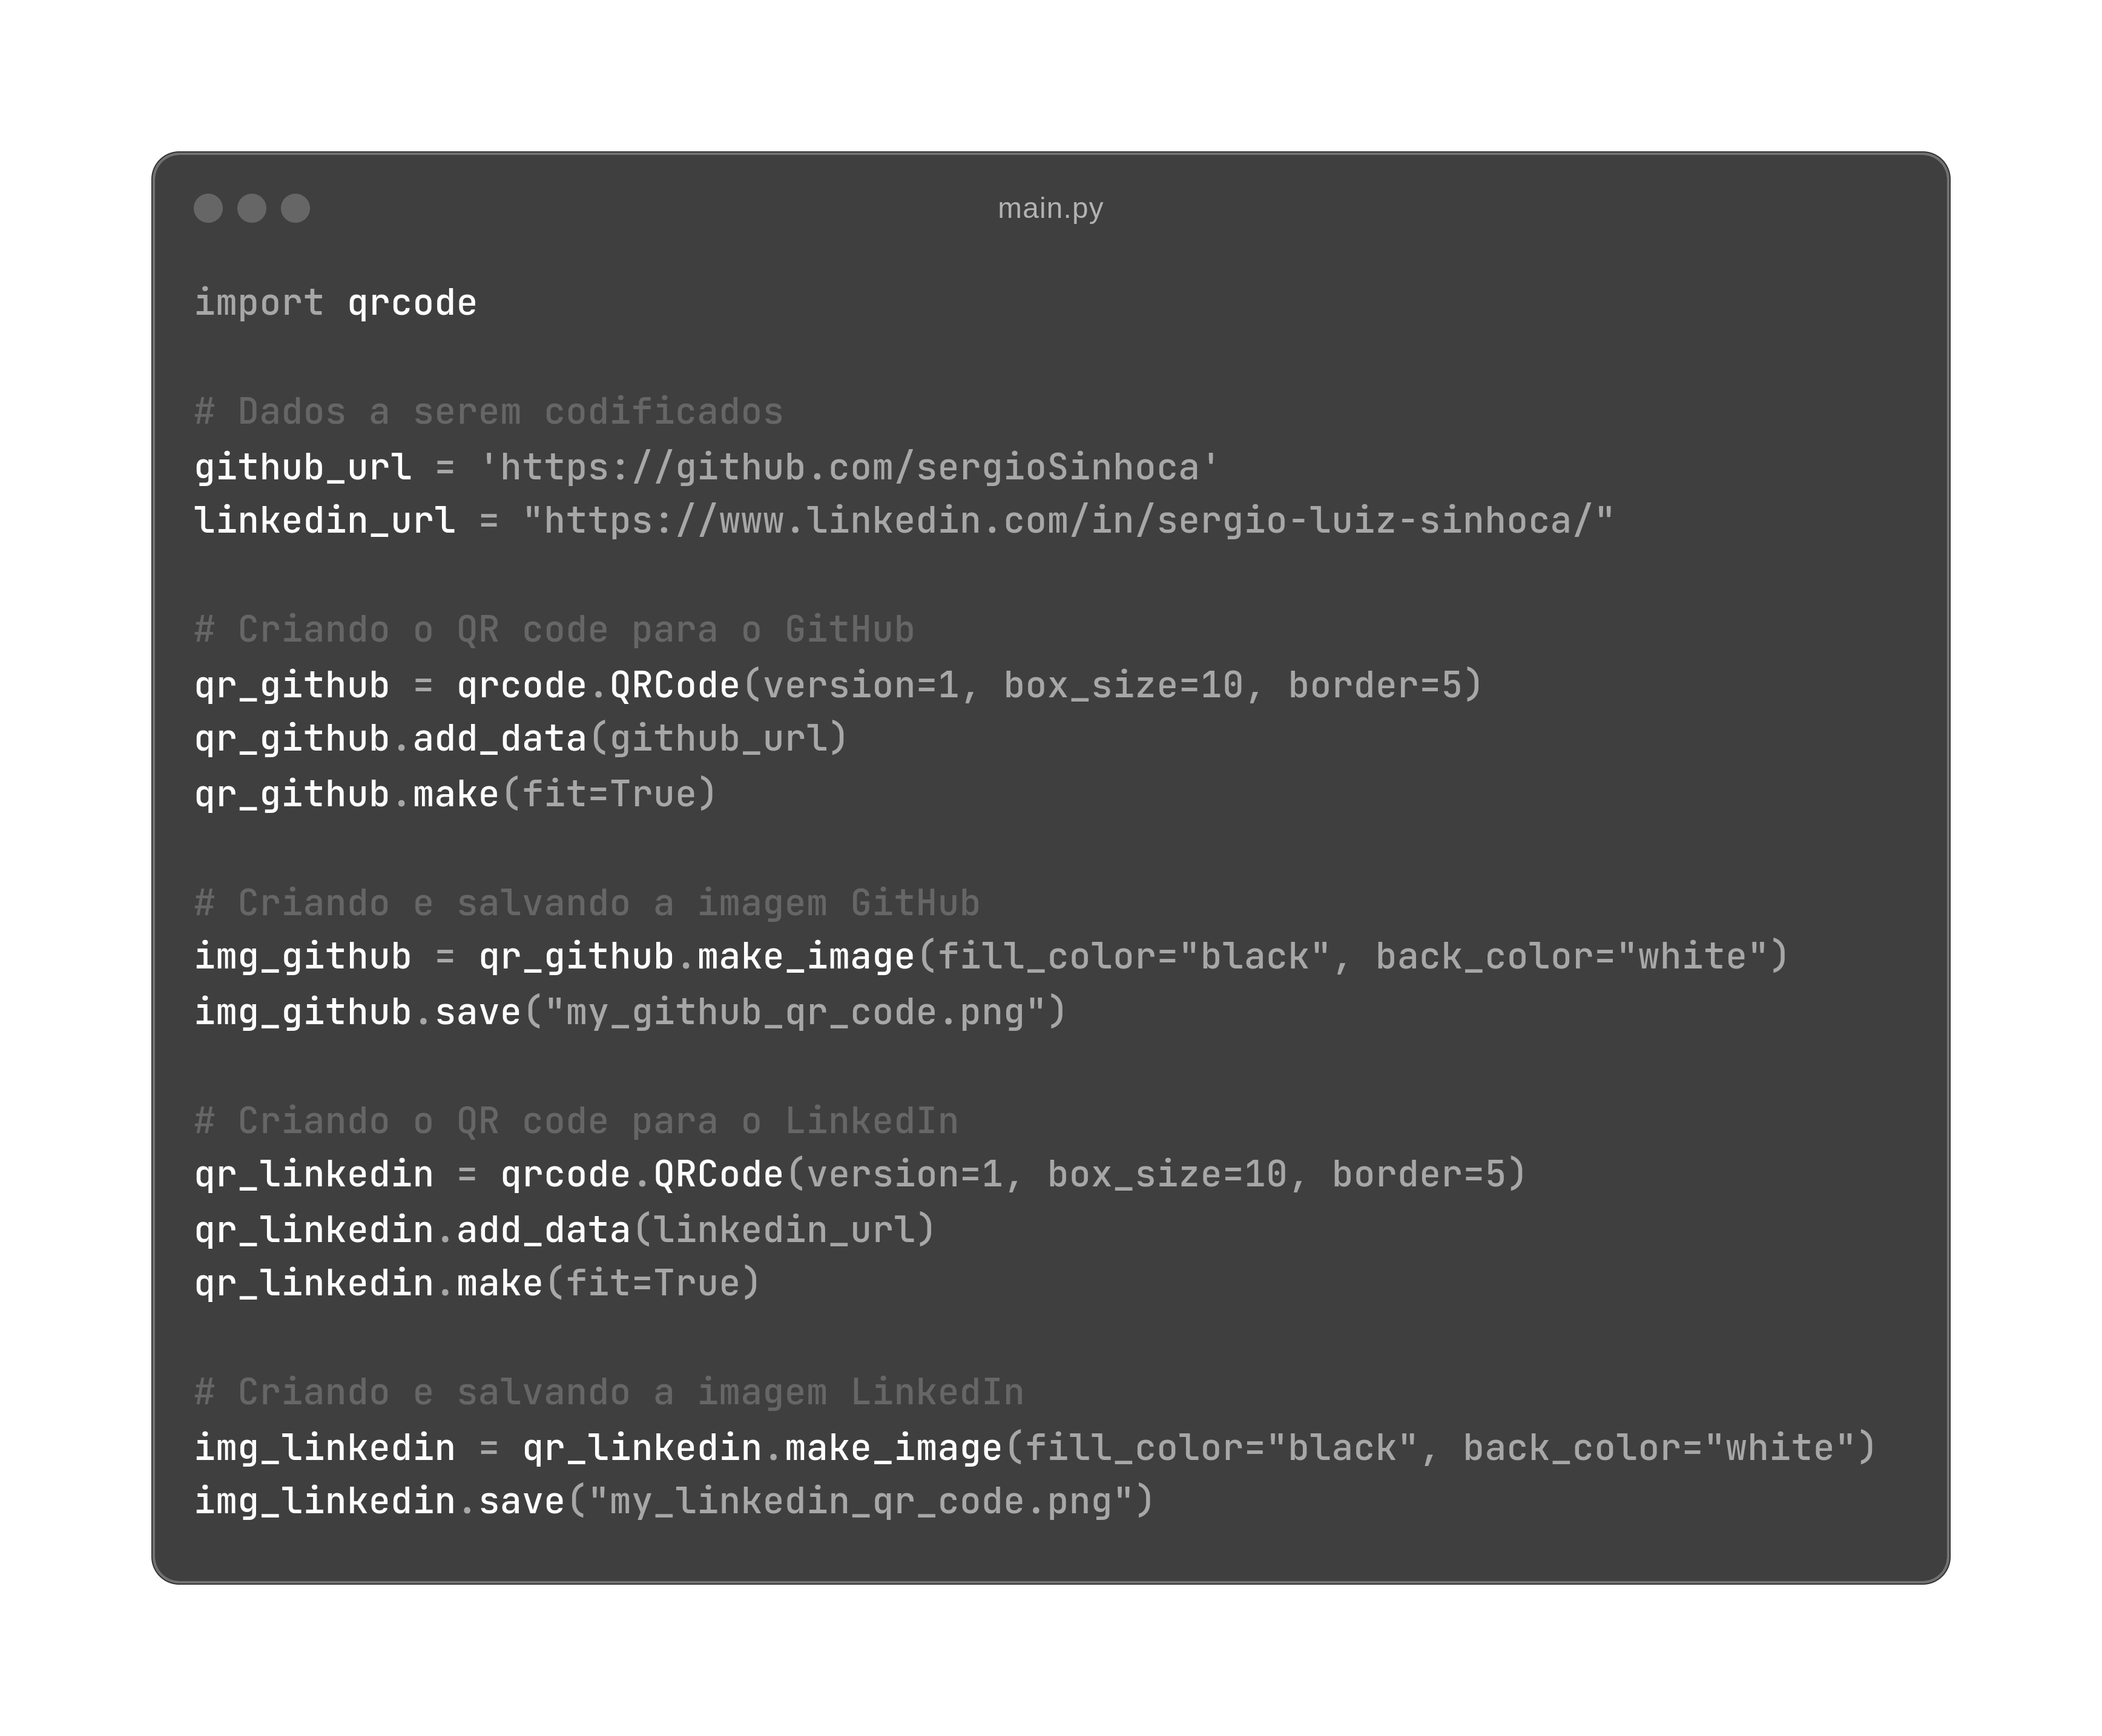 main.py
import qrcode
# Dados a serem codificados
github_url = 'https://github.com/sergioSinhoca'
linkedin_url = "https://www.linkedin.com/in/sergio-luiz-sinhoca/"
# Criando o QR code para o GitHub
qr_github = qrcode.QRCode(version=1, box_size=10, border=5)
qr_github.add_data(github_url)
qr_github.make(fit=True)
# Criando e salvando a imagem GitHub
img_github = qr_github.make_image(fill_color="black", back_color="white")
img_github.save("my_github_qr_code.png")
# Criando o QR code para o LinkedIn
qr_linkedin = qrcode.QRCode(version=1, box_size=10, border=5)
qr_linkedin.add_data(linkedin_url)
qr_linkedin.make(fit=True)
# Criando e salvando a imagem LinkedIn
img_linkedin = qr_linkedin.make_image(fill_color="black", back_color="white")
img_linkedin.save("my_linkedin_qr_code.png")